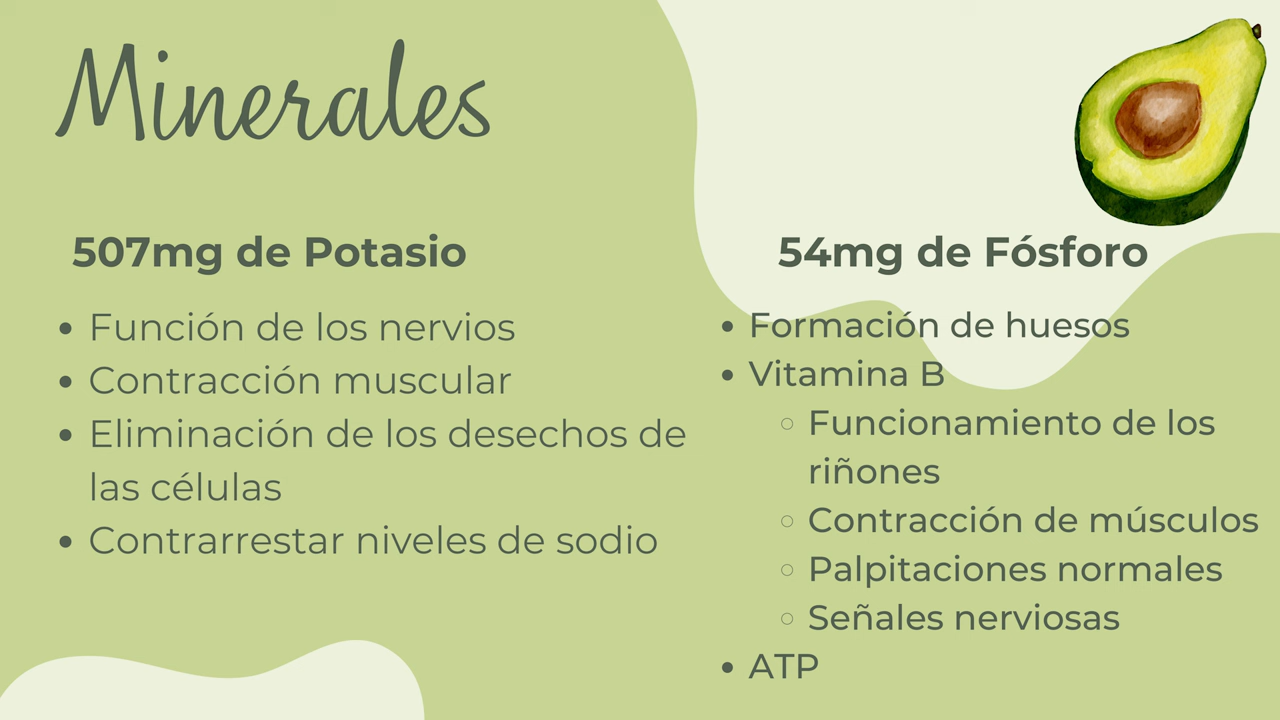 Minerales
507mg de Potasio
• Función de los nervios
• Contracción muscular
• Eliminación de los desechos de
las células
• Contrarrestar niveles de sodio
54mg de Fósforo
• Formación de huesos
• Vitamina B
○ Funcionamiento de los
riñones
○ Contracción de músculos
○ Palpitaciones normales
○ Señales nerviosas
• ATP